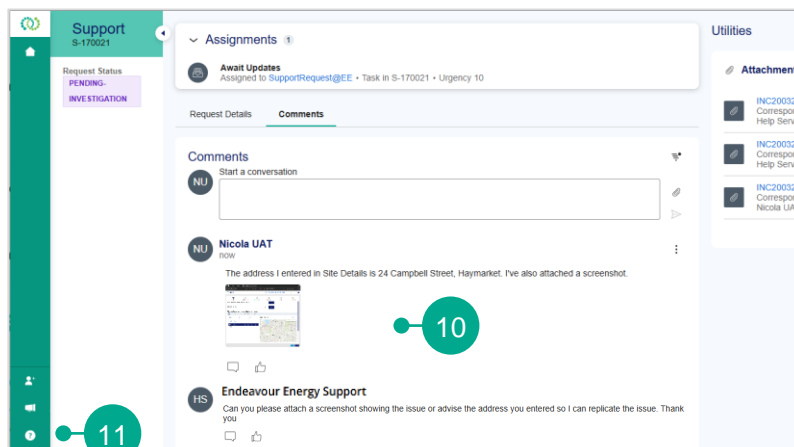 Support
S-170021
Request Status
PENDING-
INVESTIGATION
Assignments 1
Await Updates
Assigned to SupportRequest@EE • Task in S-170021 • Urgency 10
Request Details Comments
Comments
NU
Start a conversation
NU
Nicola UAT
now
The address I entered in Site Details is 24 Campbell Street, Haymarket. I've also attached a screenshot.
10
HS
Endeavour Energy Support
Can you please attach a screenshot showing the issue or advise the address you entered so I can replicate the issue. Thank
you
11
Utilities
Attachment
INC20032
Correspor
Help Serv
INC20032
Correspor
Help Serv
INC20032
Correspor
Nicola UA